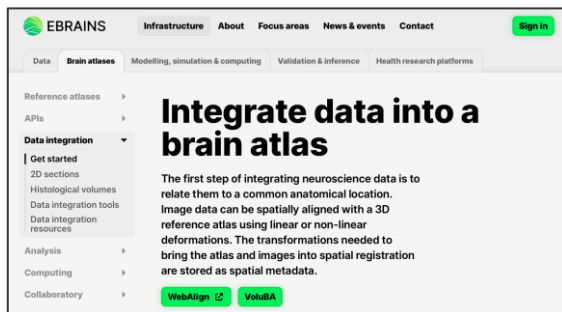 EBRAINS
Infrastructure About Focus areas News & events Contact Sign in
Data Brain atlases Modelling, simulation & computing Validation & inference Health research platforms
Reference atlases
APIs
Data integration
Get started
2D sections
Histological volumes
Data integration tools
Data integration
resources
Analysis
Computing
Collaboratory
Integrate data into a
brain atlas
The first step of integrating neuroscience data is to
relate them to a common anatomical location.
Image data can be spatially aligned with a 3D
reference atlas using linear or non-linear
deformations. The transformations needed to
bring the atlas and images into spatial registration
are stored as spatial metadata.
WebAlign VoluBA